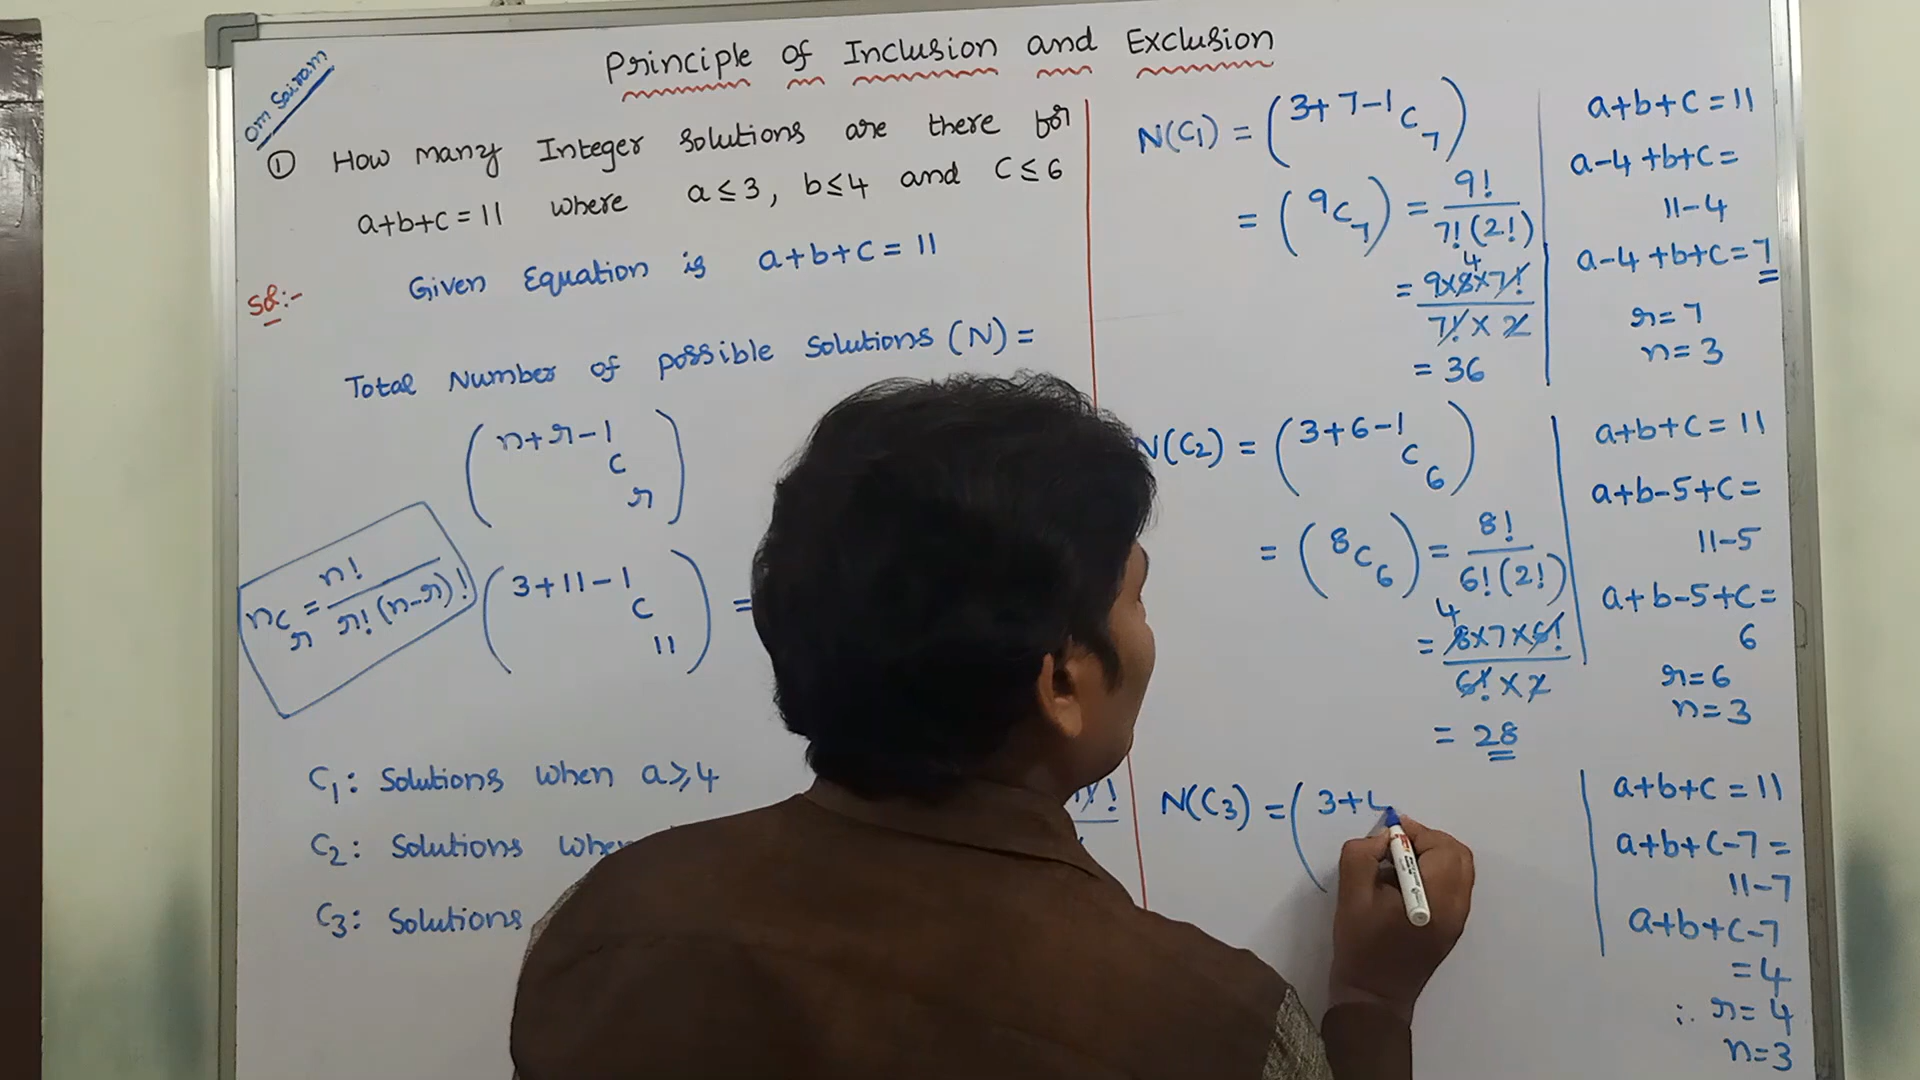 Principle of Inclusion and Exclusion
Om Sairam
① How many Integer Solutions are there for
a+b+c = 11 where a≤3, b≤4 and c≤6
Sol:- Given Equation is a+b+c = 11
Total Number of possible Solutions (N) =
(n+r-1 C r)
nCr = n! / r!(n-r)!
(3+11-1 C 11) =
C1: Solutions when a≥4
C2: Solutions when
C3: Solutions
N(C1) = (3+7-1 C 7)
= (9C7) = 9! / 7!(2!)
4
= 9×8×7! / 7!×2
= 36
a+b+c = 11
a-4+b+c =
11-4
a-4+b+c = 7
r=7
n=3
N(C2) = (3+6-1 C 6)
= (8C6) = 8! / 6!(2!)
4
= 8×7×6! / 6!×2
= 28
a+b+c = 11
a+b-5+c =
11-5
a+b-5+c =
6
r=6
n=3
N(C3) = (3+4
a+b+c = 11
a+b+c-7 =
11-7
a+b+c-7
= 4
∴ r=4
n=3